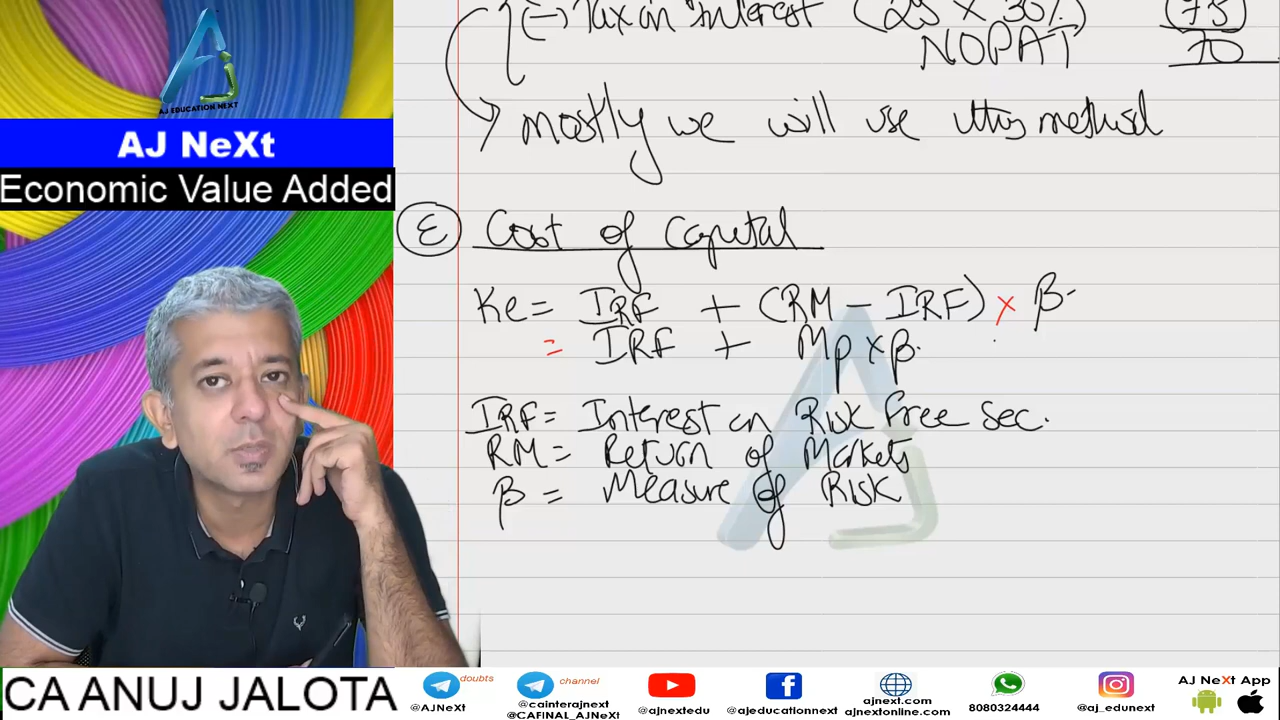 (-) Tax on Interest (25 x 30%) (7.5)
NOPAT 70
mostly we will use this method
AJ EDUCATION NEXT
AJ NeXt
Economic Value Added
E Cost of Capital
Ke = IRF + (RM - IRF) x β
= IRF + Mp x β.
IRF = Interest on Risk free Sec.
RM = Return of Markets
β = Measure of Risk
CA ANUJ JALOTA
doubts
@AJNeXt
channel
@cainterajnext
@CAFINAL_AJNeXt
@ajnextedu
@ajeducationnext
ajnext.com
ajnextonline.com
8080324444
@aj_edunext
AJ NeXt App